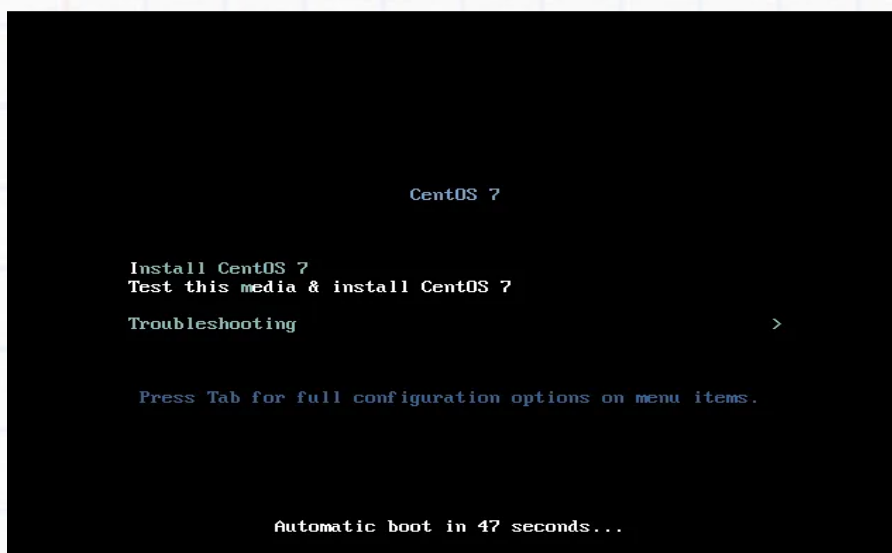 CentOS 7
Install CentOS 7
Test this media & install CentOS 7
Troubleshooting >
Press Tab for full configuration options on menu items.
Automatic boot in 47 seconds...